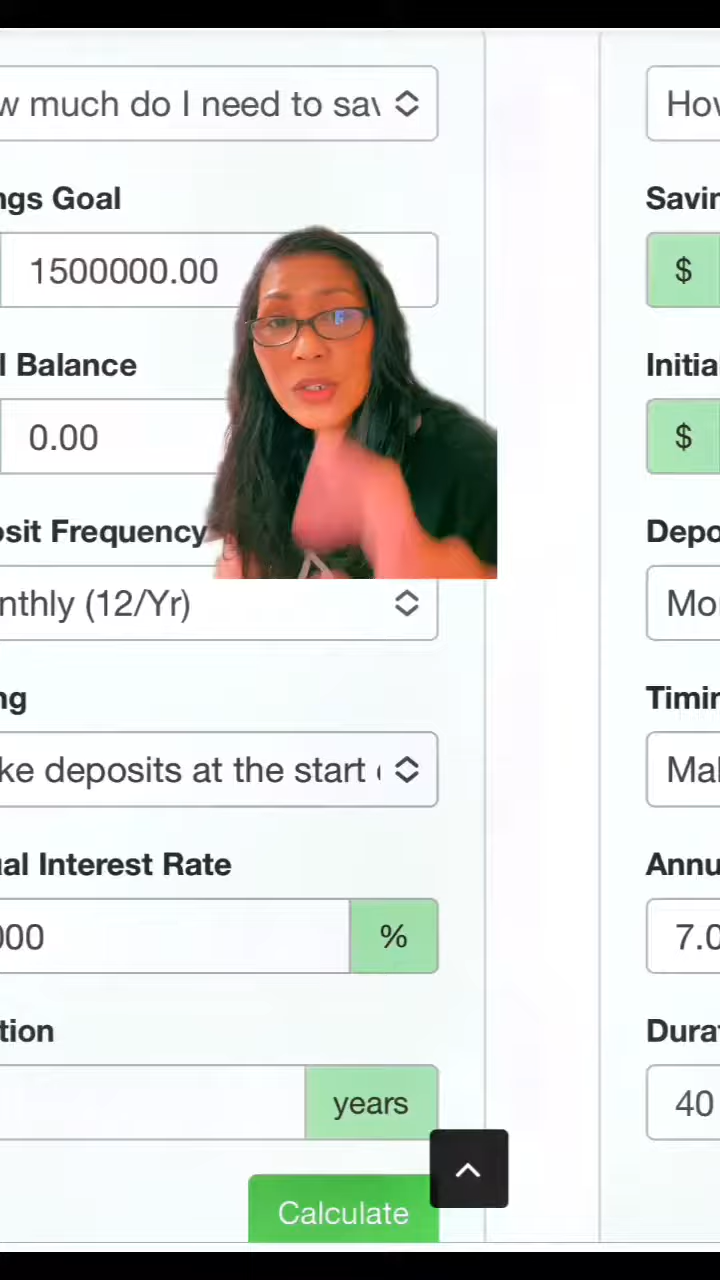 w much do I need to sav
How
ngs Goal
Savin
1500000.00
$
l Balance
Initia
0.00
$
osit Frequency
Depo
nthly (12/Yr)
Mo
ng
Timin
ke deposits at the start
Mal
al Interest Rate
Annu
000
%
7.0
tion
Dura
years
40
Calculate